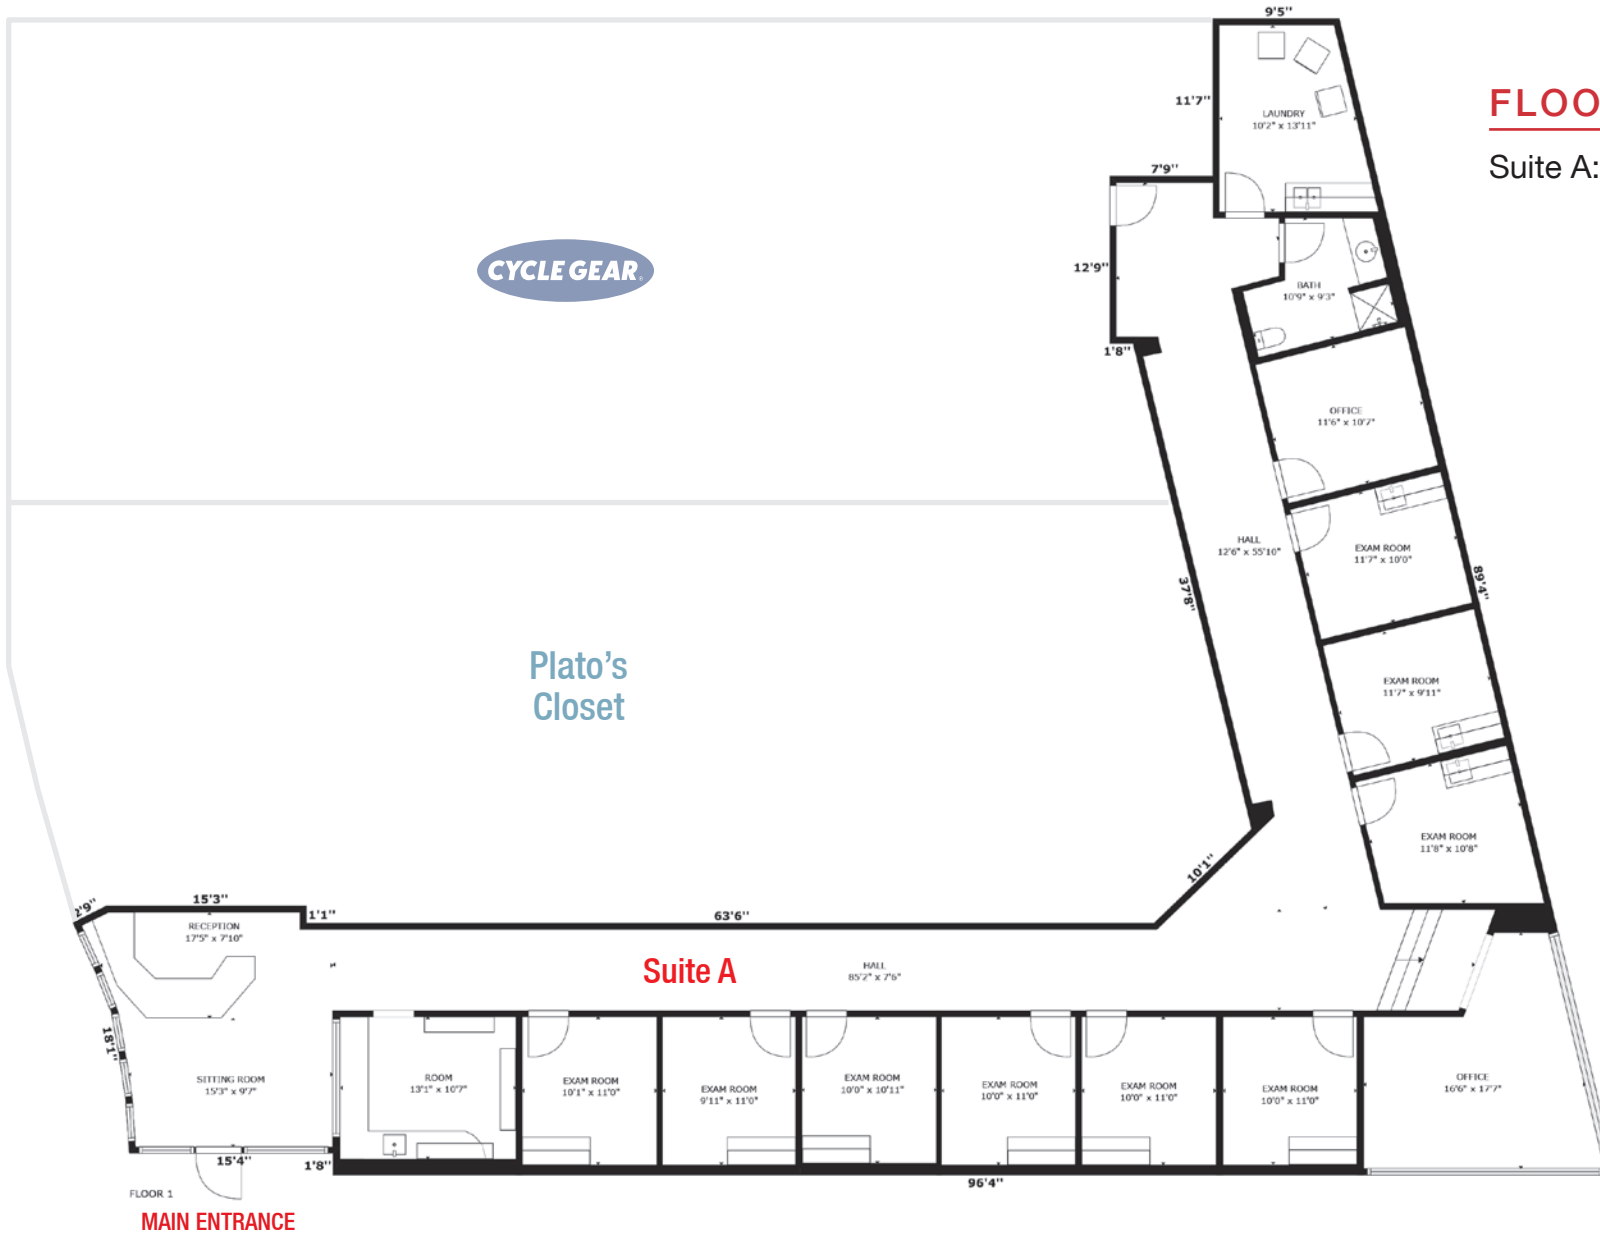 9'5"
11'7"
LAUNDRY
10'2" x 13'11"
FLOO
Suite A:
7'9"
CYCLE GEAR
12'9"
BATH
10'9" x 9'3"
1'8"
OFFICE
11'6" x 10'7"
HALL
12'6" x 55'10"
EXAM ROOM
11'7" x 10'0"
37'8"
89'4"
Plato's
Closet
EXAM ROOM
11'7" x 9'11"
EXAM ROOM
11'8" x 10'8"
10'1"
2'9"
15'3"
1'1"
63'6"
RECEPTION
17'5" x 7'10"
Suite A
HALL
85'2" x 7'6"
18'1"
SITTING ROOM
15'3" x 9'7"
ROOM
13'1" x 10'7"
EXAM ROOM
10'1" x 11'0"
EXAM ROOM
9'11" x 11'0"
EXAM ROOM
10'0" x 10'11"
EXAM ROOM
10'0" x 11'0"
EXAM ROOM
10'0" x 11'0"
EXAM ROOM
10'0" x 11'0"
OFFICE
16'6" x 17'7"
15'4"
1'8"
96'4"
FLOOR 1
MAIN ENTRANCE